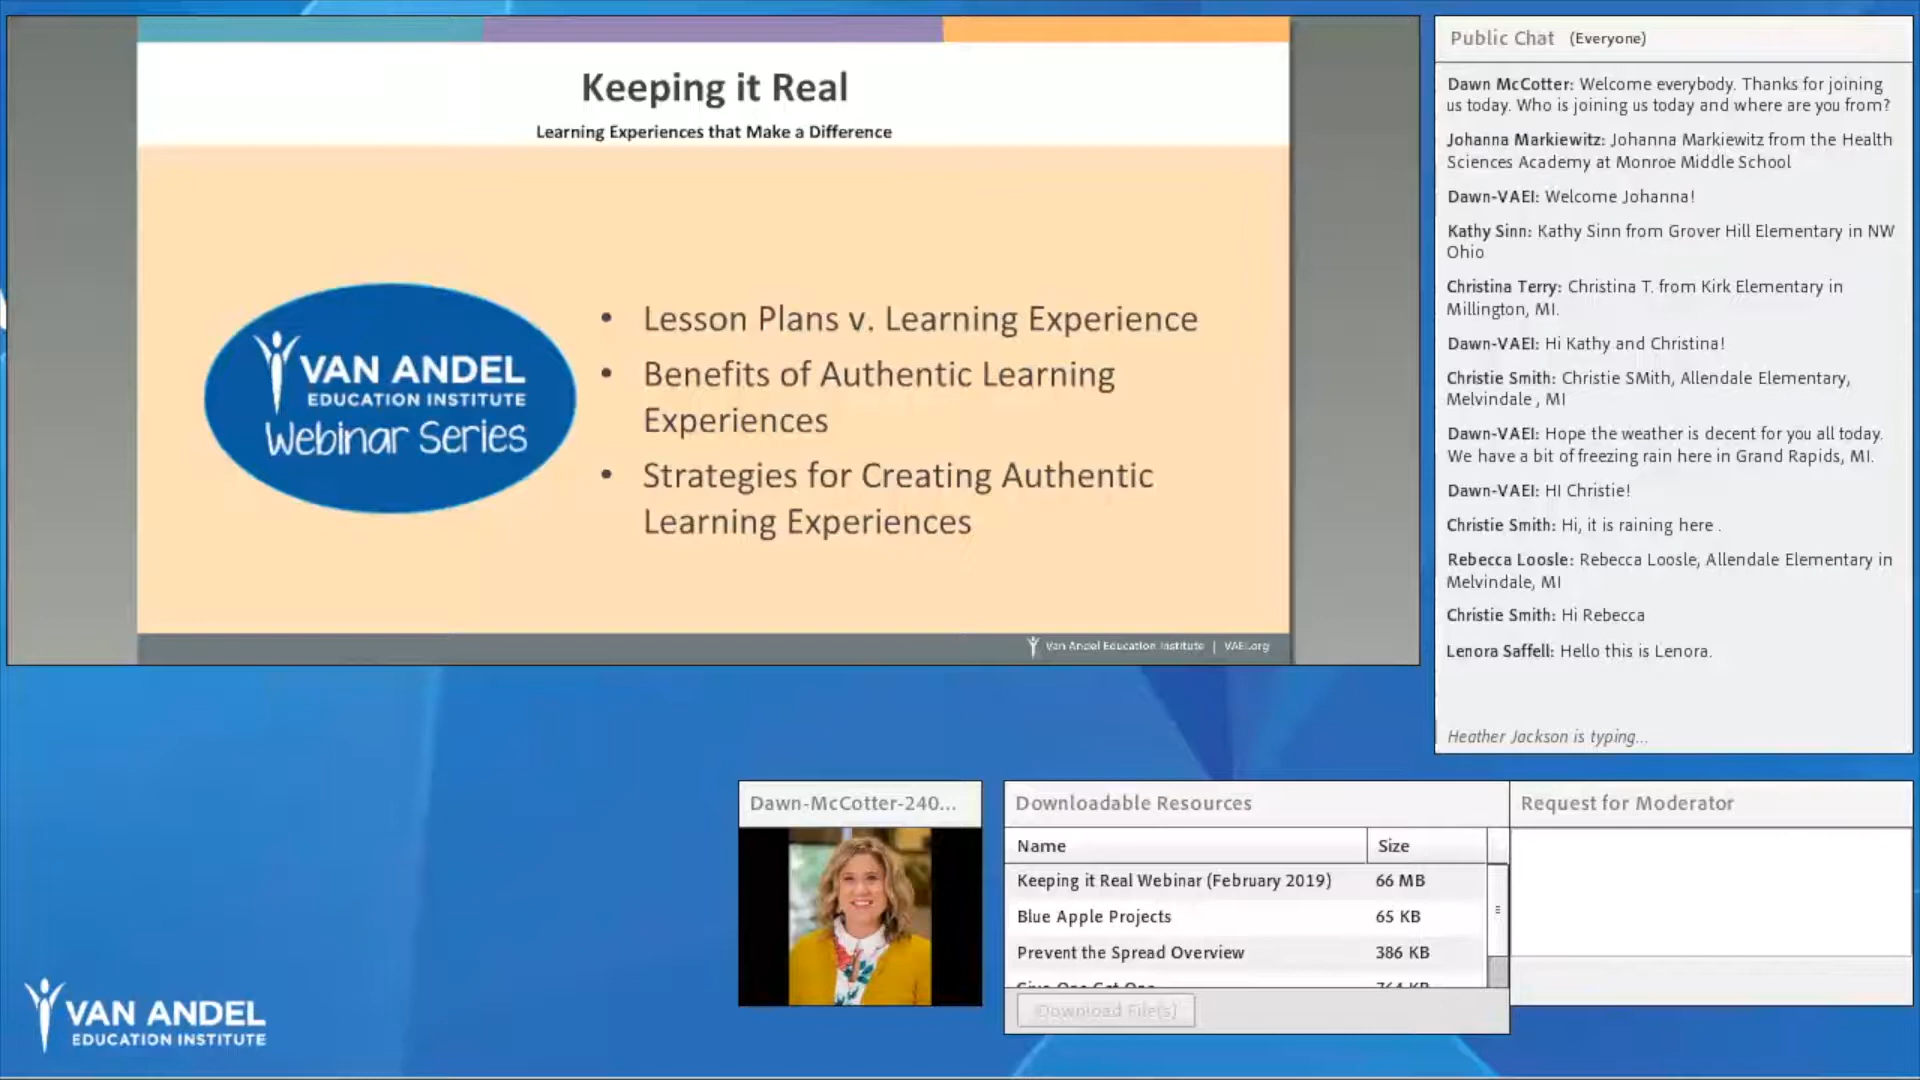 Keeping it Real
Learning Experiences that Make a Difference
VAN ANDEL
EDUCATION INSTITUTE
Webinar Series
• Lesson Plans v. Learning Experience
• Benefits of Authentic Learning
Experiences
• Strategies for Creating Authentic
Learning Experiences
Van Andel Education Institute | VAEI.org
Public Chat (Everyone)
Dawn McCotter: Welcome everybody. Thanks for joining
us today. Who is joining us today and where are you from?
Johanna Markiewitz: Johanna Markiewitz from the Health
Sciences Academy at Monroe Middle School
Dawn-VAEI: Welcome Johanna!
Kathy Sinn: Kathy Sinn from Grover Hill Elementary in NW
Ohio
Christina Terry: Christina T. from Kirk Elementary in
Millington, MI.
Dawn-VAEI: Hi Kathy and Christina!
Christie Smith: Christie SMith, Allendale Elementary,
Melvindale , MI
Dawn-VAEI: Hope the weather is decent for you all today.
We have a bit of freezing rain here in Grand Rapids, MI.
Dawn-VAEI: HI Christie!
Christie Smith: Hi, it is raining here .
Rebecca Loosle: Rebecca Loosle, Allendale Elementary in
Melvindale, MI
Christie Smith: Hi Rebecca
Lenora Saffell: Hello this is Lenora.
Heather Jackson is typing...
Dawn-McCotter-240...
Downloadable Resources
Name Size
Keeping it Real Webinar (February 2019) 66 MB
Blue Apple Projects 65 KB
Prevent the Spread Overview 386 KB
Give One Get One 764 KB
Download File(s)
Request for Moderator
VAN ANDEL
EDUCATION INSTITUTE